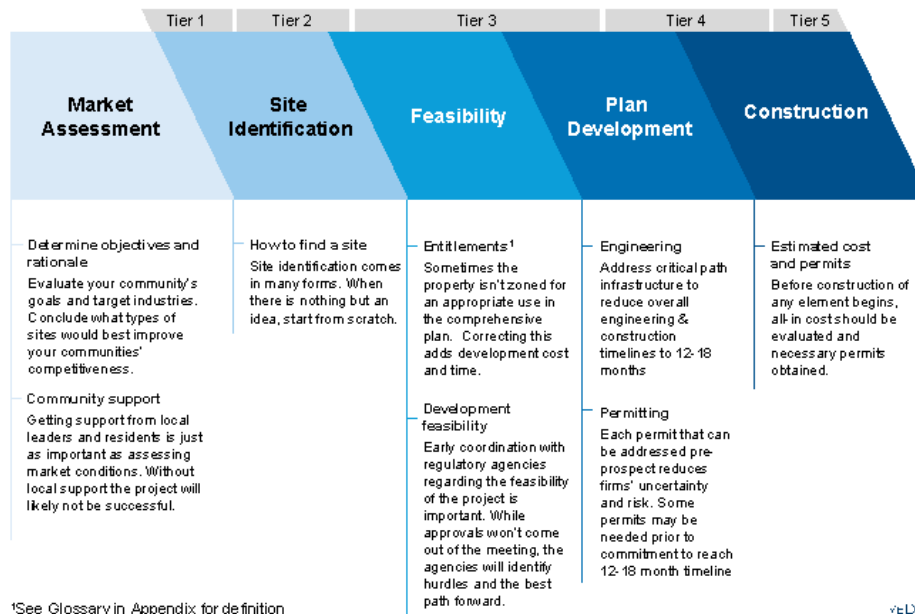 Tier 1
Tier 2
Tier 3
Tier 4
Tier 5
Market
Assessment
Site
Identification
Feasibility
Plan
Development
Construction
Determine objectives and
rationale
Evaluate your community's
goals and target industries.
Conclude what types of
sites would best improve
your communities'
competitiveness.
Community support
Getting support from local
leaders and residents is just
as important as assessing
market conditions. Without
local support the project will
likely not be successful.
How to find a site
Site identification comes
in many forms. When
there is nothing but an
idea, start from scratch.
Entitlements¹
Sometimes the
property isn't zoned for
an appropriate use in
the comprehensive
plan. Correcting this
adds development cost
and time.
Development
feasibility
Early coordination with
regulatory agencies
regarding the feasibility
of the project is
important. While
approvals won't come
out of the meeting, the
agencies will identify
hurdles and the best
path forward.
Engineering
Address critical path
infrastructure to
reduce overall
engineering &
construction
timelines to 12-18
months
Permitting
Each permit that can
be addressed pre-
prospect reduces
firms' uncertainty
and risk. Some
permits may be
needed prior to
commitment to reach
12-18 month timeline
Estimated cost
and permits
Before construction of
any element begins,
all-in cost should be
evaluated and
necessary permits
obtained.
¹See Glossary in Appendix for definition